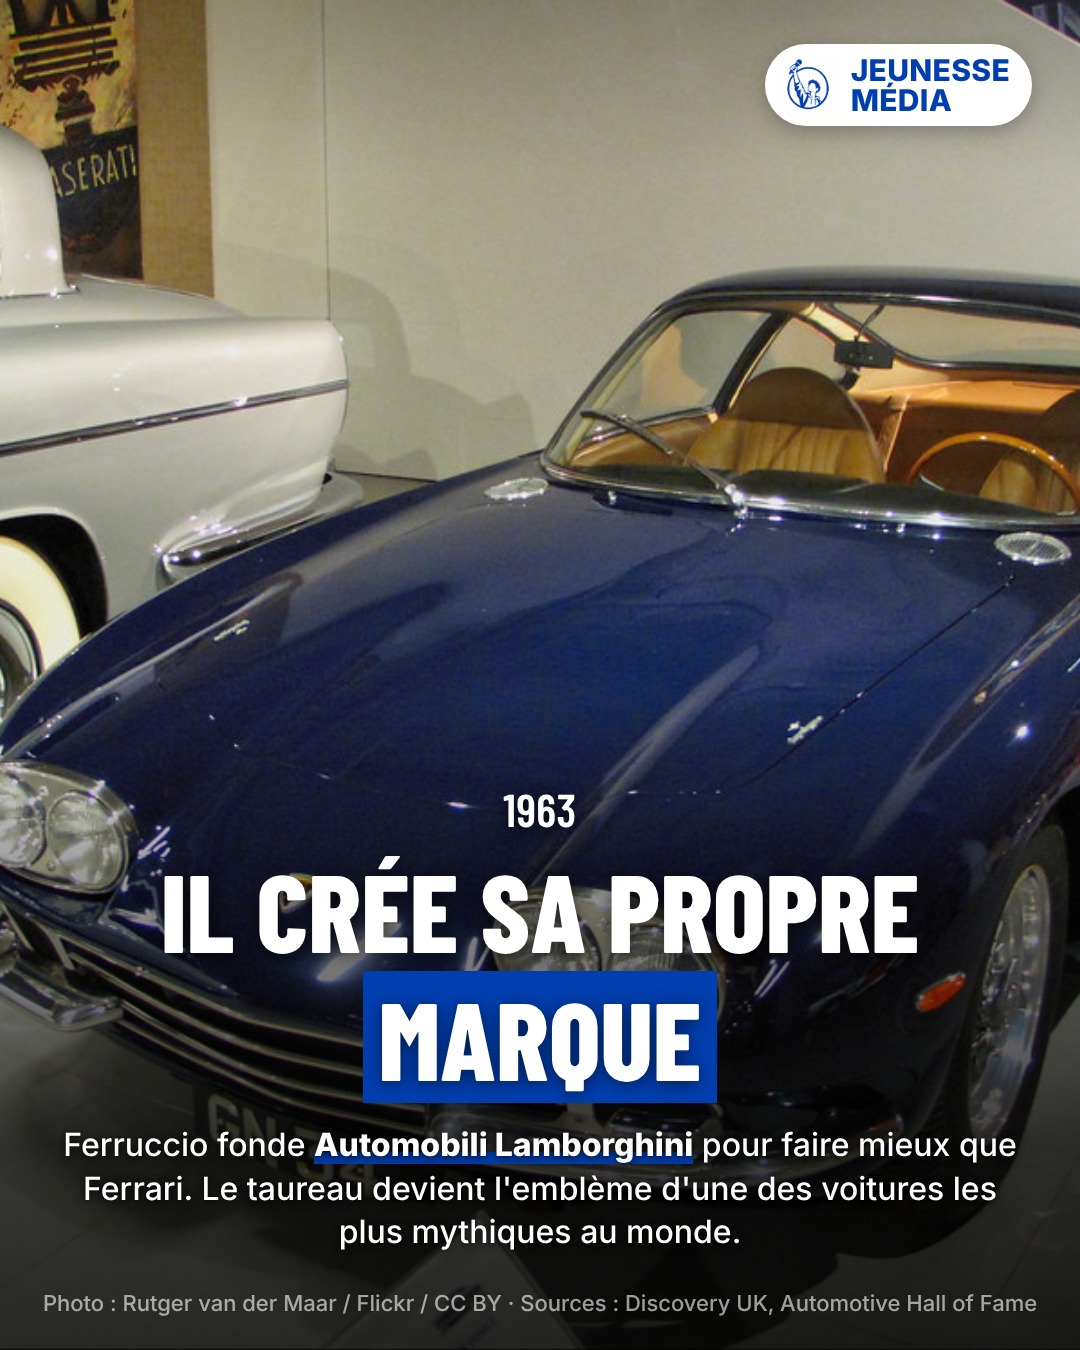 JEUNESSE
MÉDIA
1963
IL CRÉE SA PROPRE
MARQUE
Ferruccio fonde Automobili Lamborghini pour faire mieux que
Ferrari. Le taureau devient l'emblème d'une des voitures les
plus mythiques au monde.
Photo : Rutger van der Maar / Flickr / CC BY · Sources : Discovery UK, Automotive Hall of Fame